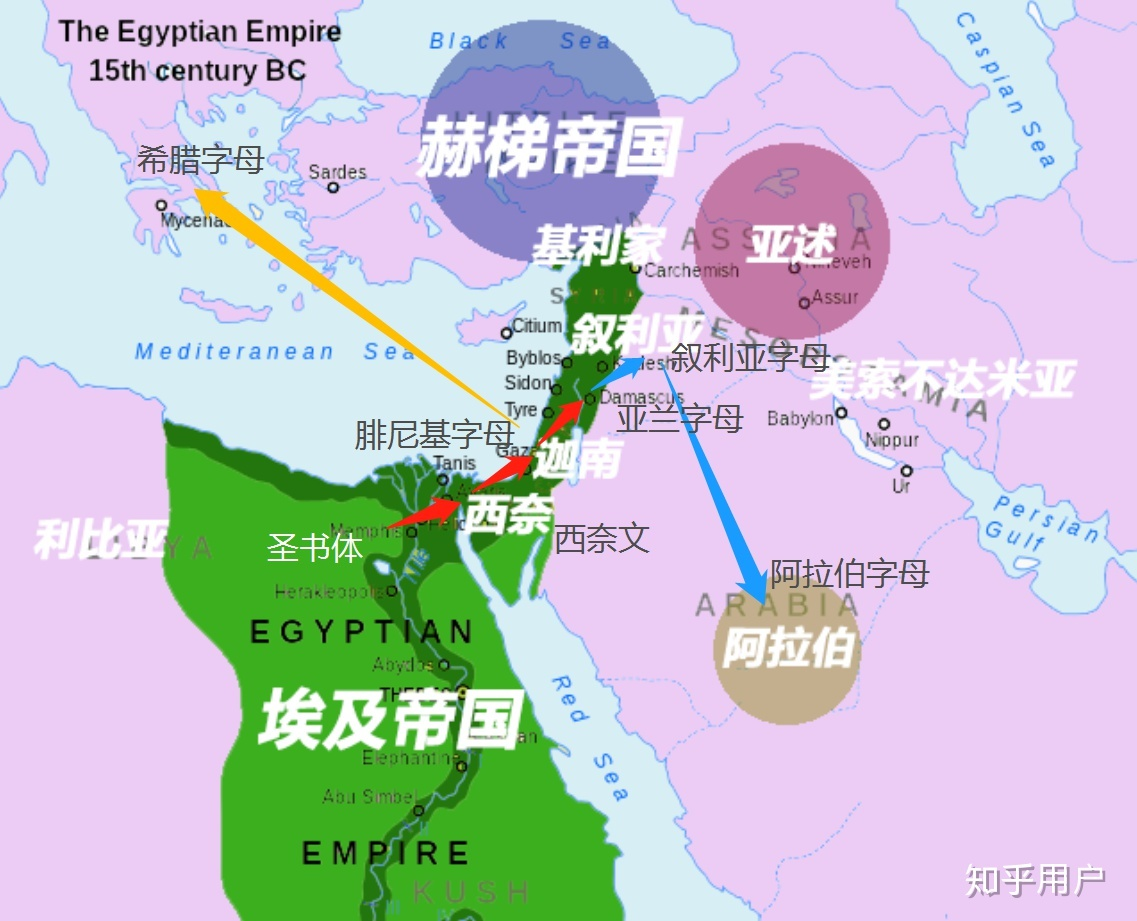 The Egyptian Empire
15th century BC
Black Sea
Caspian Sea
赫梯帝国
希腊字母
Sardes
Mycenae
基利家
ASSYRIA
亚述
Nineveh
Carchemish
Assur
SYRIA
Citium
叙利亚
MESOPOTAMIA
Mediteranean Sea
Byblos
Kadesh
叙利亚字母
美索不达米亚
Sidon
Damascus
Tyre
亚兰字母
Babylon
Nippur
腓尼基字母
Gaza
迦南
Tanis
Ur
西奈
Persian
Gulf
利比亚
LIBYA
Memphis
圣书体
西奈文
Nile
阿拉伯字母
Herakleopolis
ARABIA
EGYPTIAN
阿拉伯
Abydos
THEBES
埃及帝国
Red Sea
Elephantine
Abu Simbel
EMPIRE
KUSH
知乎用户